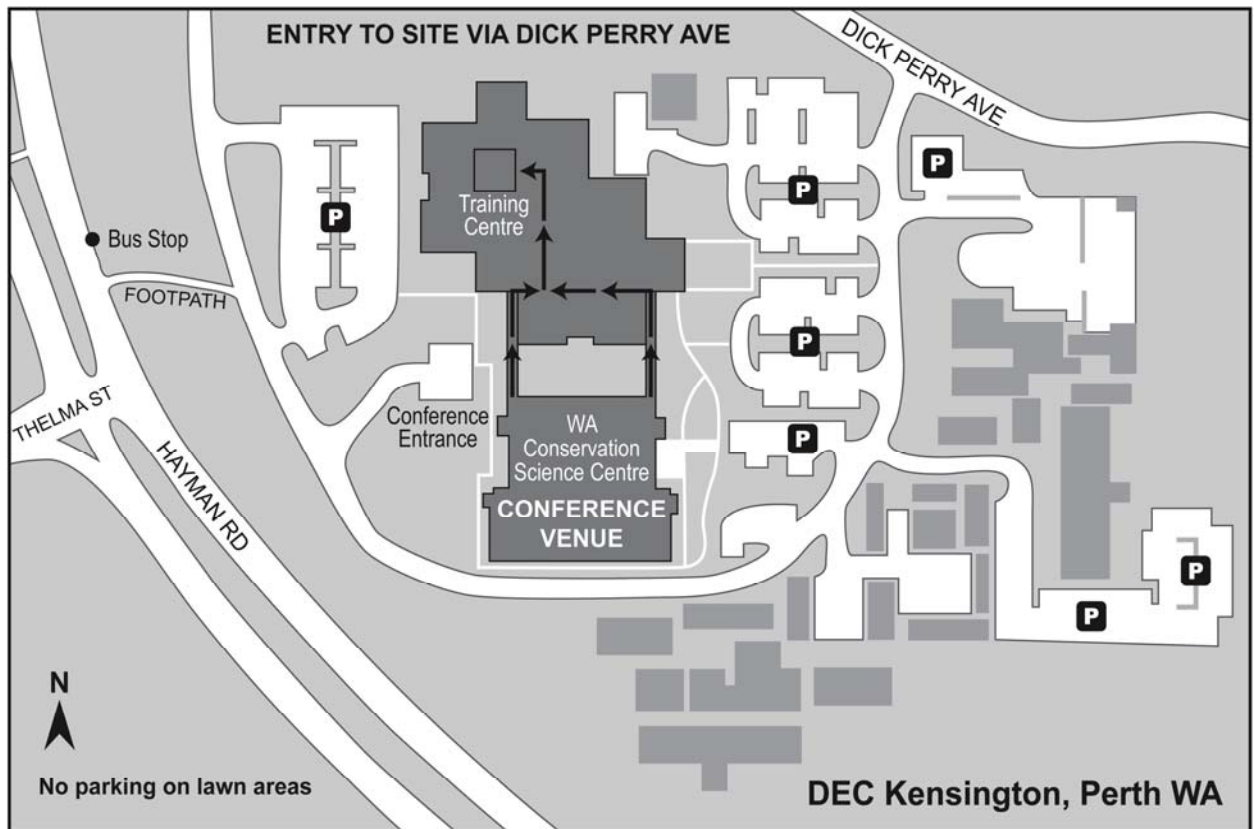 ENTRY TO SITE VIA DICK PERRY AVE
DICK PERRY AVE
P
P
P
Training
Centre
Bus Stop
FOOTPATH
P
THELMA ST
HAYMAN RD
Conference
Entrance
WA
Conservation
Science Centre
CONFERENCE
VENUE
P
P
P
N
No parking on lawn areas
DEC Kensington, Perth WA